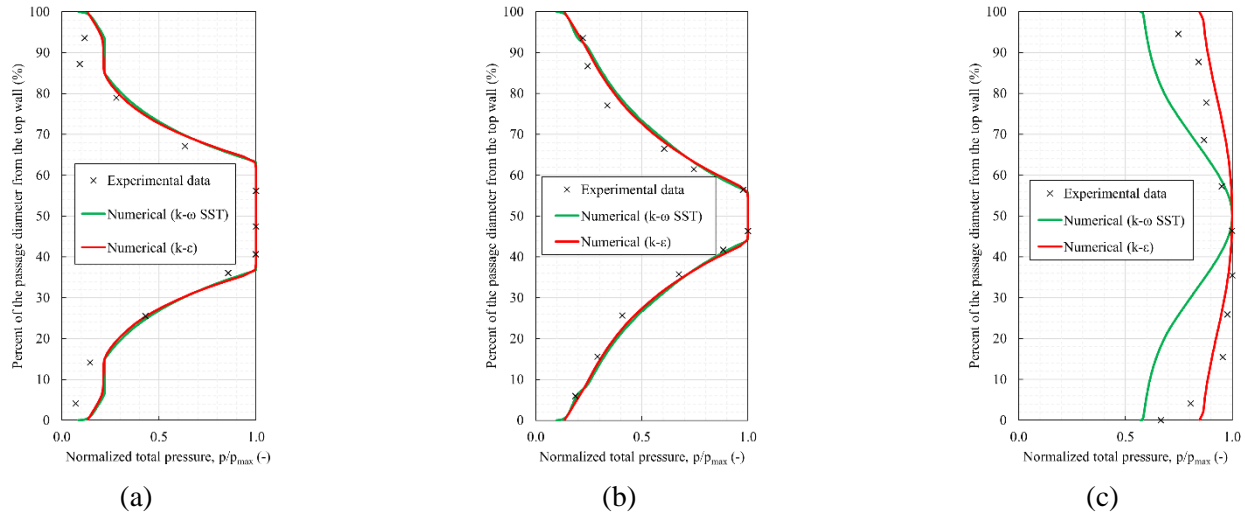 Percent of the passage diameter from the top wall (%)
100
90
80
70
60
50
40
30
20
10
0
0.0 0.5 1.0
Experimental data
Numerical (k-ω SST)
Numerical (k-ε)
Normalized total pressure, p/pmax (-)
(a)
Percent of the passage diameter from the top wall (%)
100
90
80
70
60
50
40
30
20
10
0
0.0 0.5 1.0
Experimental data
Numerical (k-ω SST)
Numerical (k-ε)
Normalized total pressure, p/pmax (-)
(b)
Percent of the passage diameter from the top wall (%)
100
90
80
70
60
50
40
30
20
10
0
0.0 0.5 1.0
Experimental data
Numerical (k-ω SST)
Numerical (k-ε)
Normalized total pressure, p/pmax (-)
(c)